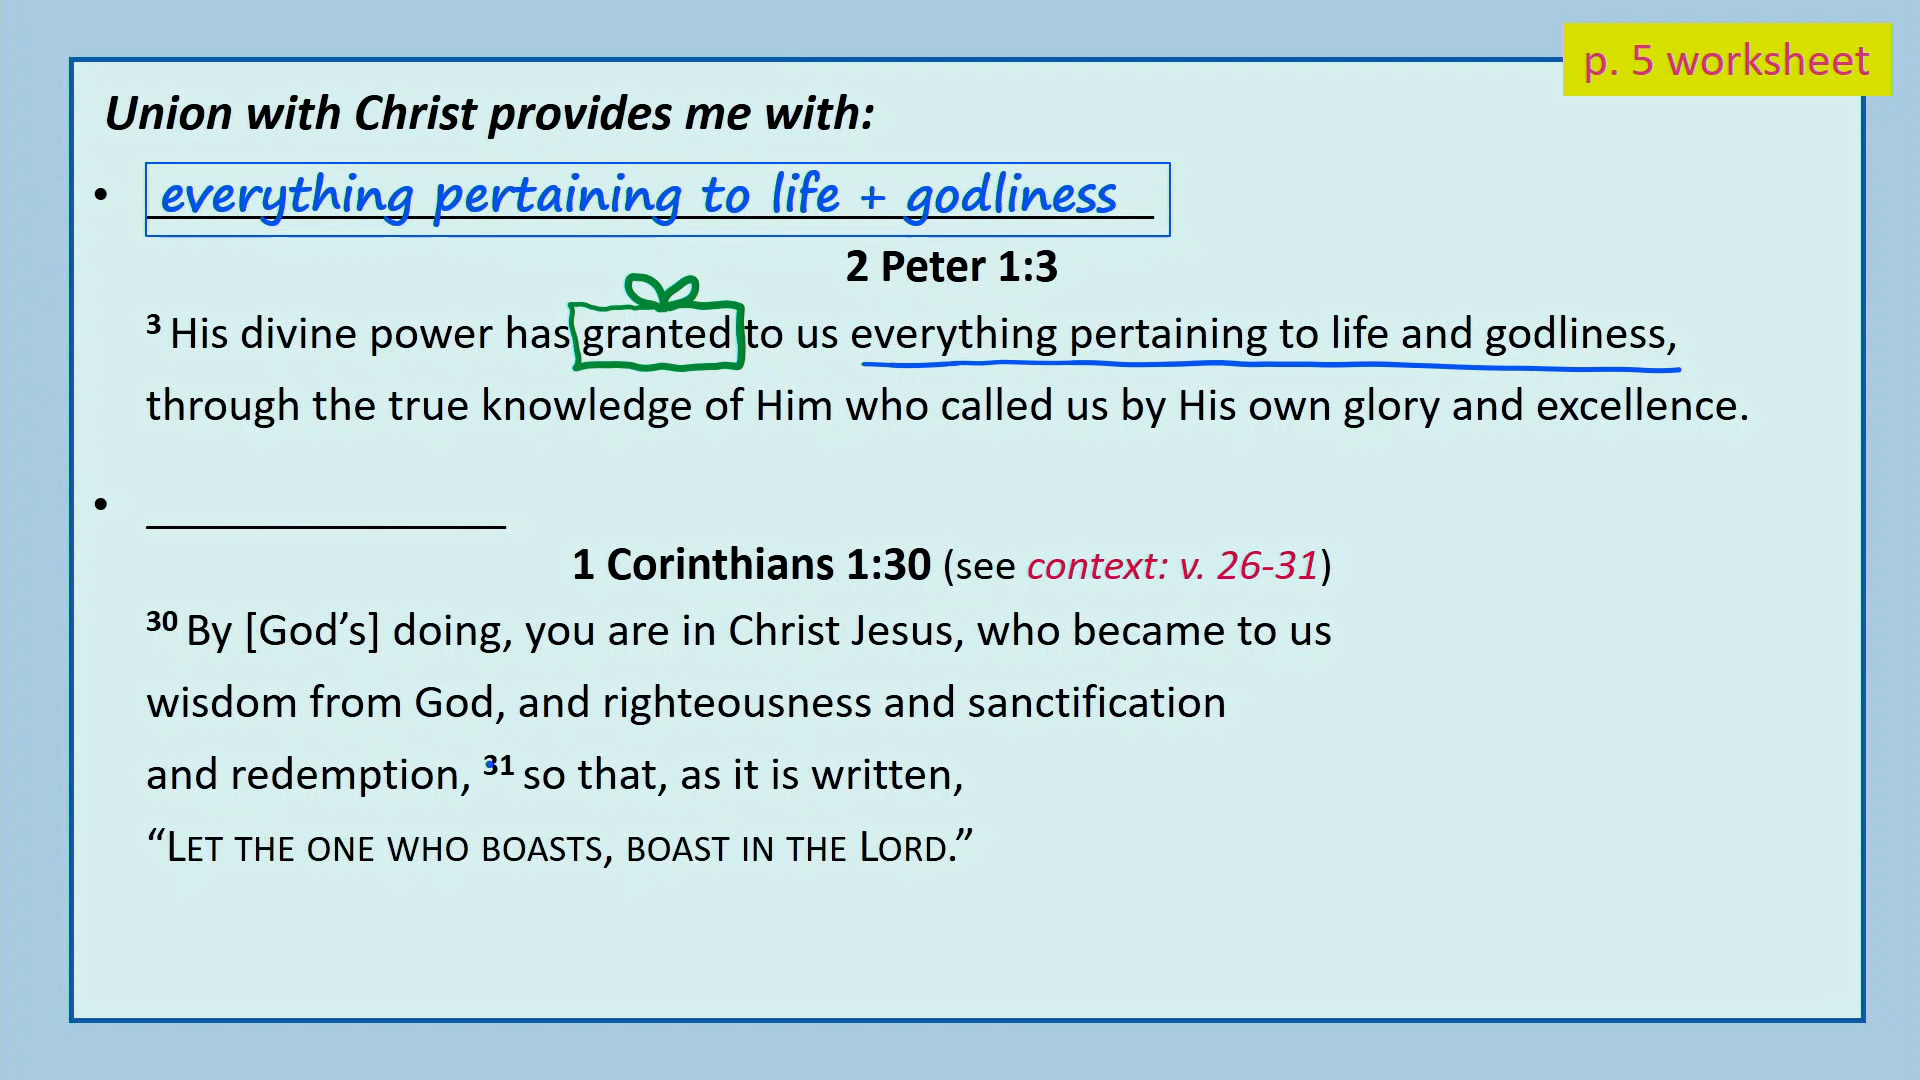 p. 5 worksheet
Union with Christ provides me with:
• everything pertaining to life + godliness
2 Peter 1:3
3 His divine power has granted to us everything pertaining to life and godliness,
through the true knowledge of Him who called us by His own glory and excellence.
•
1 Corinthians 1:30 (see context: v. 26-31)
30 By [God’s] doing, you are in Christ Jesus, who became to us
wisdom from God, and righteousness and sanctification
and redemption, 31 so that, as it is written,
“LET THE ONE WHO BOASTS, BOAST IN THE LORD.”